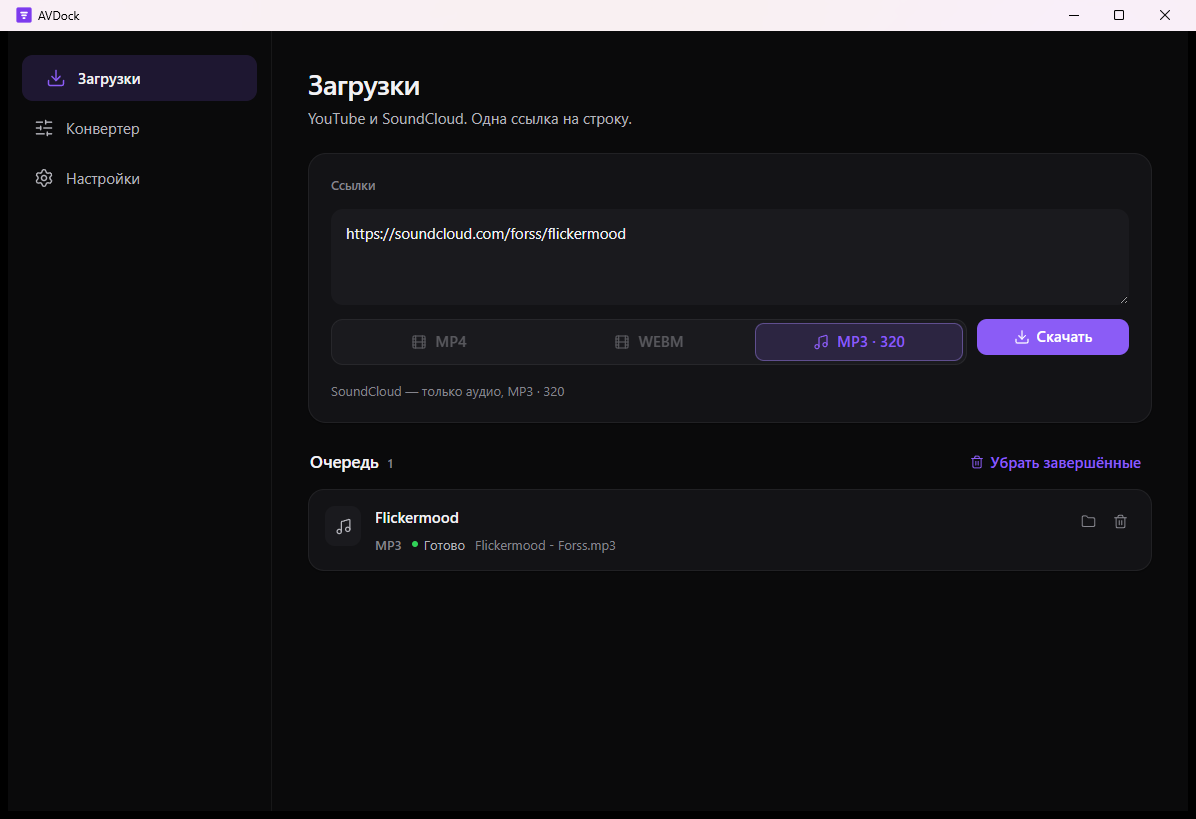 AVDock
Загрузки
Конвертер
Настройки
Загрузки
YouTube и SoundCloud. Одна ссылка на строку.
Ссылки
https://soundcloud.com/forss/flickermood
MP4 WEBM MP3 · 320 Скачать
SoundCloud — только аудио, MP3 · 320
Очередь 1 Убрать завершённые
Flickermood
MP3 Готово Flickermood - Forss.mp3